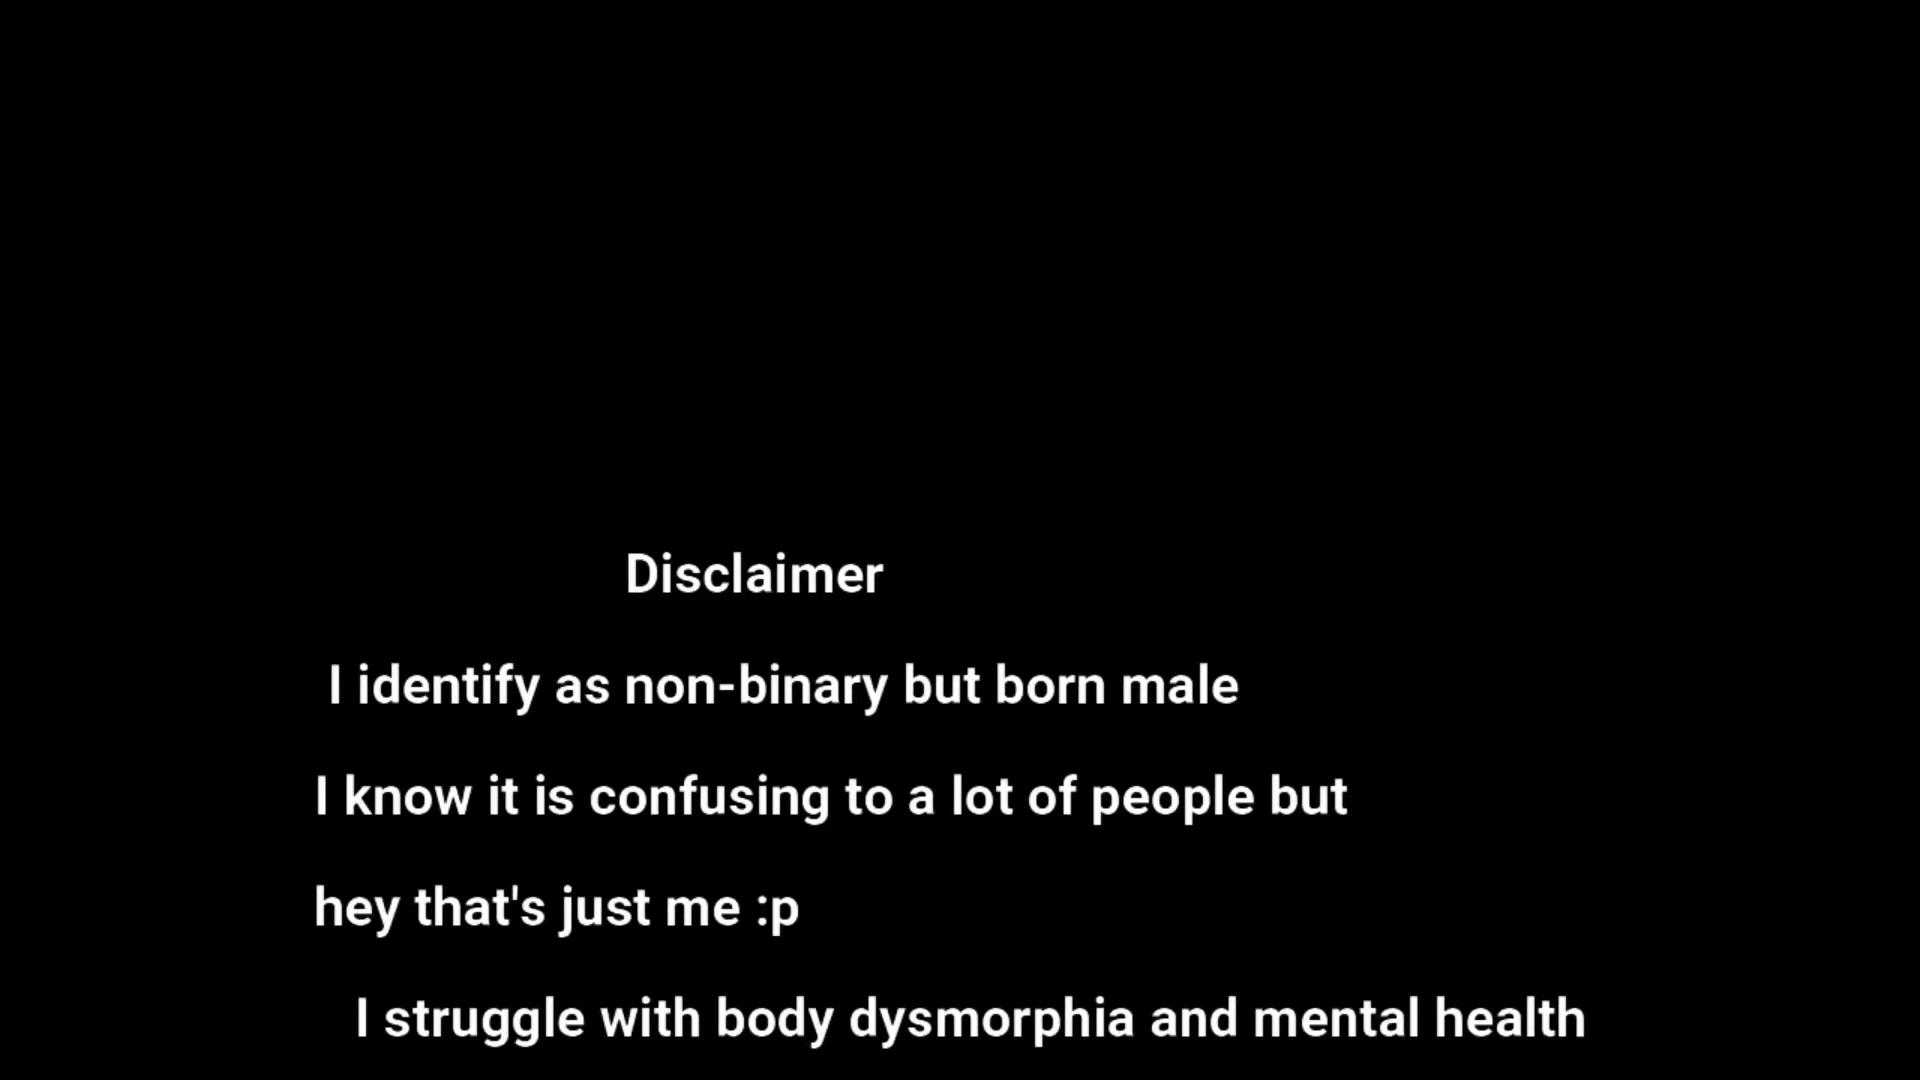 Disclaimer
I identify as non-binary but born male
I know it is confusing to a lot of people but
hey that's just me :p
I struggle with body dysmorphia and mental health